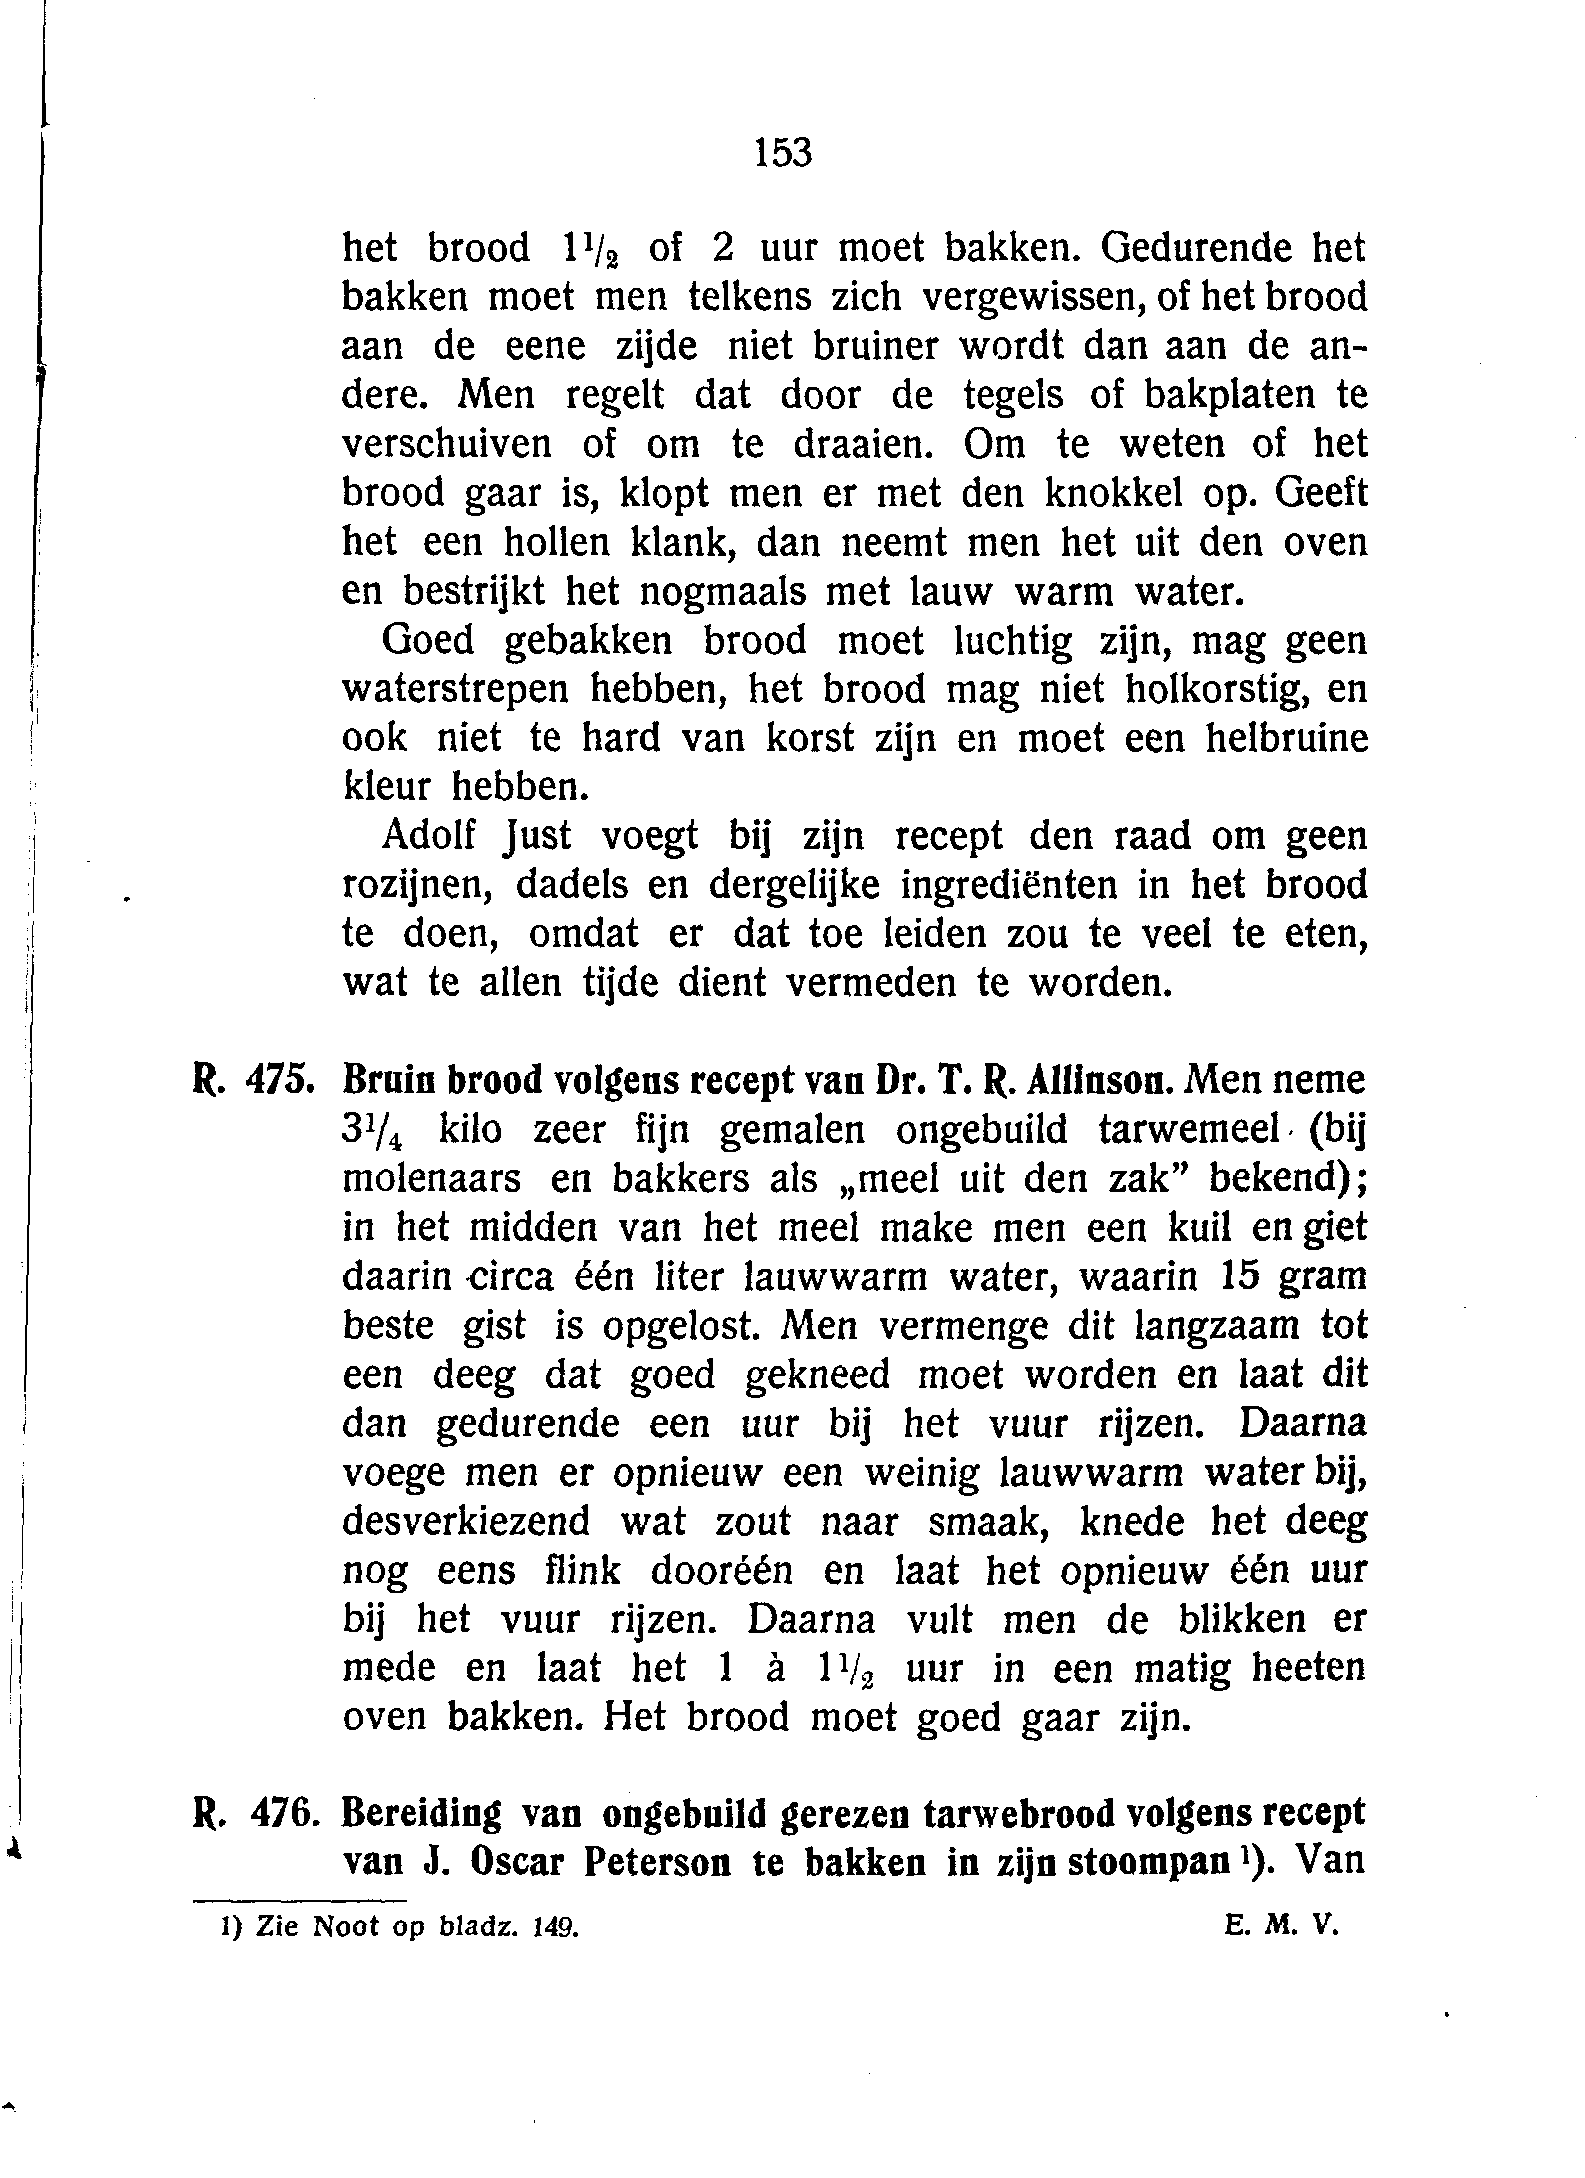 153
het brood 1½ of 2 uur moet bakken. Gedurende het
bakken moet men telkens zich vergewissen, of het brood
aan de eene zijde niet bruiner wordt dan aan de an-
dere. Men regelt dat door de tegels of bakplaten te
verschuiven of om te draaien. Om te weten of het
brood gaar is, klopt men er met den knokkel op. Geeft
het een hollen klank, dan neemt men het uit den oven
en bestrijkt het nogmaals met lauw warm water.
Goed gebakken brood moet luchtig zijn, mag geen
waterstrepen hebben, het brood mag niet holkorstig, en
ook niet te hard van korst zijn en moet een helbruine
kleur hebben.
Adolf Just voegt bij zijn recept den raad om geen
rozijnen, dadels en dergelijke ingrediënten in het brood
te doen, omdat er dat toe leiden zou te veel te eten,
wat te allen tijde dient vermeden te worden.
R. 475. Bruin brood volgens recept van Dr. T. R. Allinson. Men neme
3¼ kilo zeer fijn gemalen ongebuild tarwemeel (bij
molenaars en bakkers als „meel uit den zak” bekend);
in het midden van het meel make men een kuil en giet
daarin circa één liter lauwwarm water, waarin 15 gram
beste gist is opgelost. Men vermenge dit langzaam tot
een deeg dat goed gekneed moet worden en laat dit
dan gedurende een uur bij het vuur rijzen. Daarna
voege men er opnieuw een weinig lauwwarm water bij,
desverkiezend wat zout naar smaak, knede het deeg
nog eens flink dooréén en laat het opnieuw één uur
bij het vuur rijzen. Daarna vult men de blikken er
mede en laat het 1 à 1½ uur in een matig heeten
oven bakken. Het brood moet goed gaar zijn.
R. 476. Bereiding van ongebuild gerezen tarwebrood volgens recept
van J. Oscar Peterson te bakken in zijn stoompan ¹). Van
1) Zie Noot op bladz. 149. E. M. V.